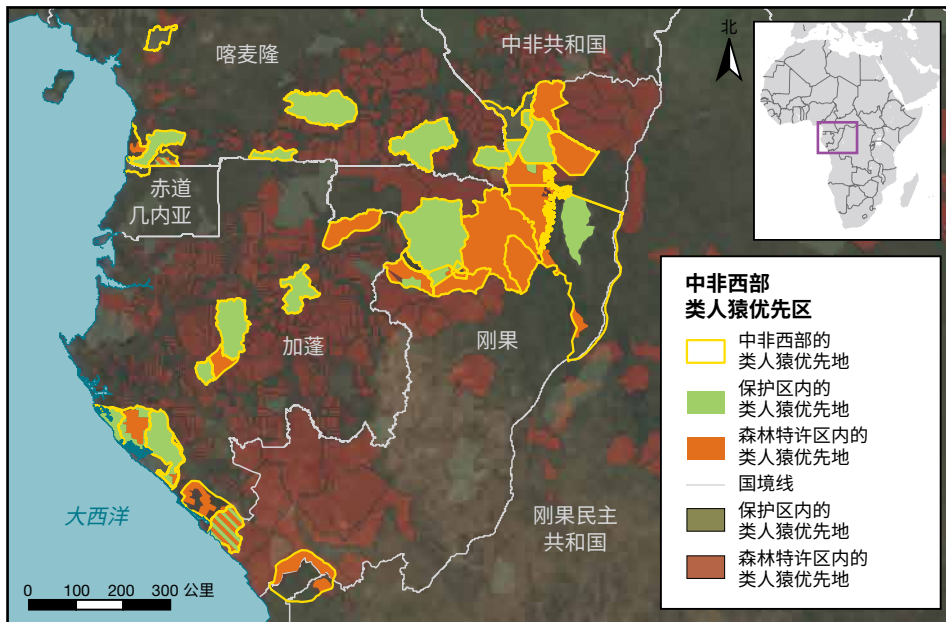 喀麦隆
中非共和国
北
赤道
几内亚
加蓬
刚果
大西洋
刚果民主
共和国
0 100 200 300 公里
中非西部
类人猿优先区
中非西部的
类人猿优先地
保护区内的
类人猿优先地
森林特许区内的
类人猿优先地
国境线
保护区内的
类人猿优先地
森林特许区内的
类人猿优先地